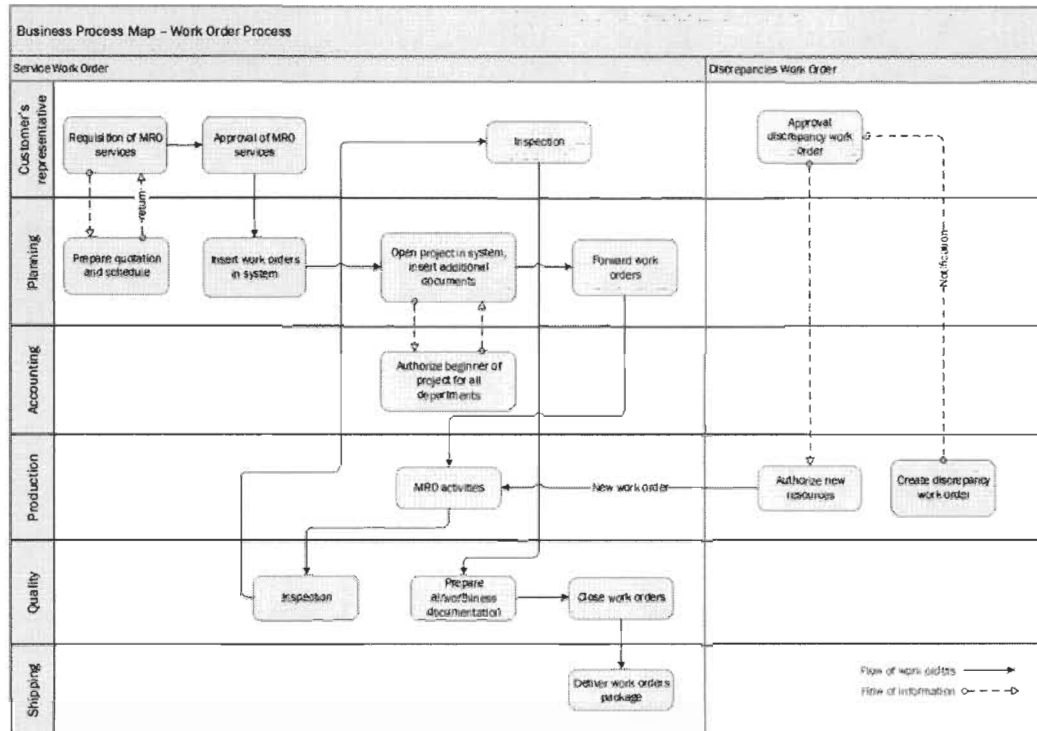 Business Process Map – Work Order Process
Service Work Order
Discrepancies Work Order
Customer's
representative
Requisition of MRO
services
Approval of MRO
services
Inspection
Approval
discrepancy work
order
return
Notification
Planning
Prepare quotation
and schedule
Insert work orders
in system
Open project in system,
insert additional
documents
Forward work
orders
Accounting
Authorize beginner of
project for all
departments
Production
MRO activities
New work order
Authorize new
resources
Create discrepancy
work order
Quality
Inspection
Prepare
airworthiness
documentation
Close work orders
Shipping
Deliver work orders
package
Flow of work orders
Flow of information